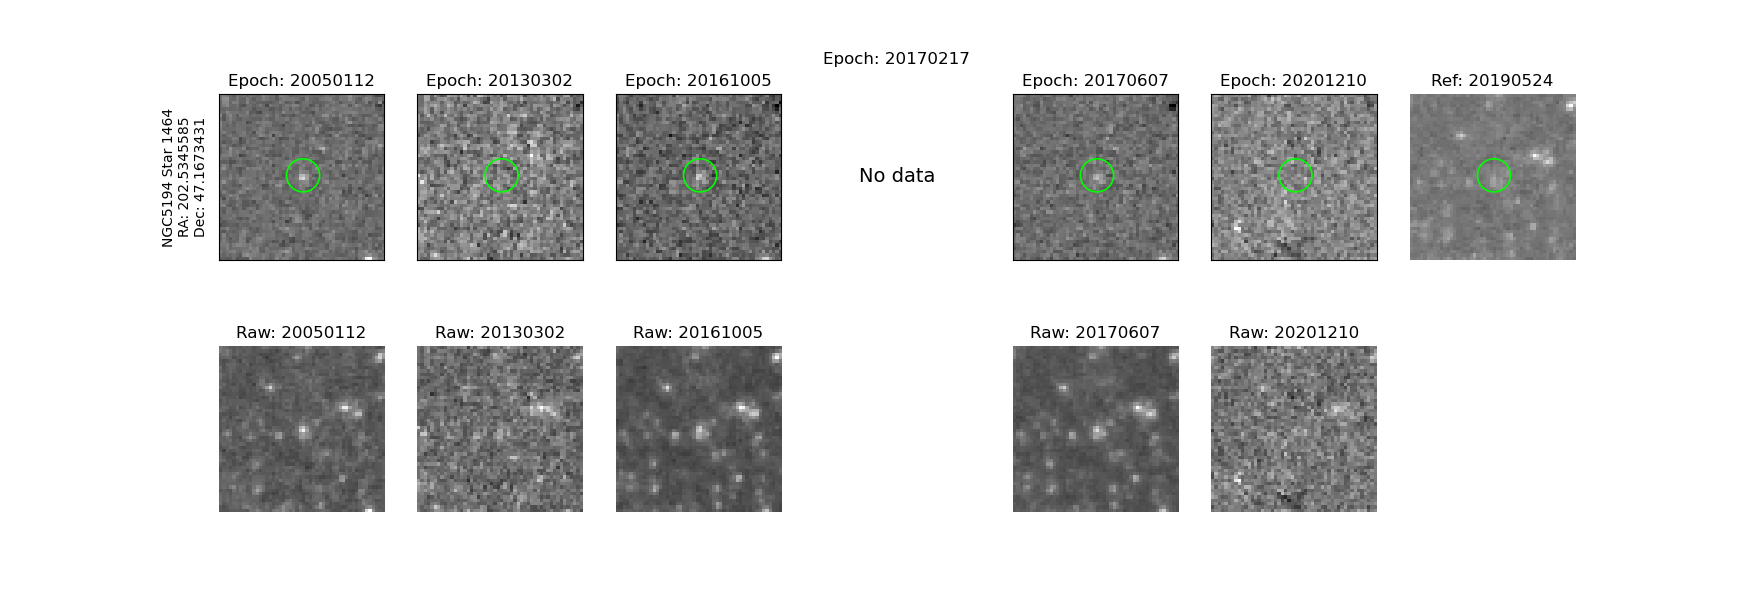 Epoch: 20170217
Epoch: 20050112
Epoch: 20130302
Epoch: 20161005
Epoch: 20170607
Epoch: 20201210
Ref: 20190524
NGC5194 Star 1464
RA: 202.5345585
Dec: 47.16673431
No data
Raw: 20050112
Raw: 20130302
Raw: 20161005
Raw: 20170607
Raw: 20201210